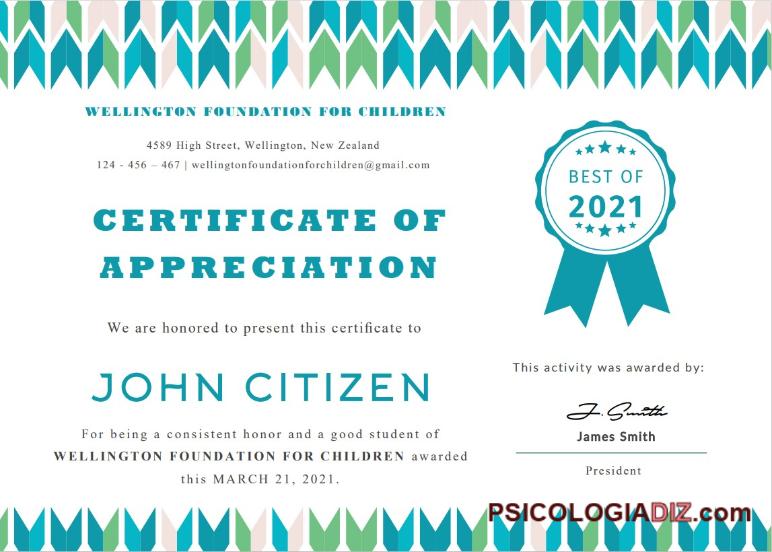 WELLINGTON FOUNDATION FOR CHILDREN
4589 High Street, Wellington, New Zealand
124 - 456 – 467 | wellingtonfoundationforchildren@gmail.com
CERTIFICATE OF
APPRECIATION
We are honored to present this certificate to
JOHN CITIZEN
For being a consistent honor and a good student of
WELLINGTON FOUNDATION FOR CHILDREN awarded
this MARCH 21, 2021.
BEST OF
2021
This activity was awarded by:
J. Smith
James Smith
President
PSICOLOGIADIZ.com